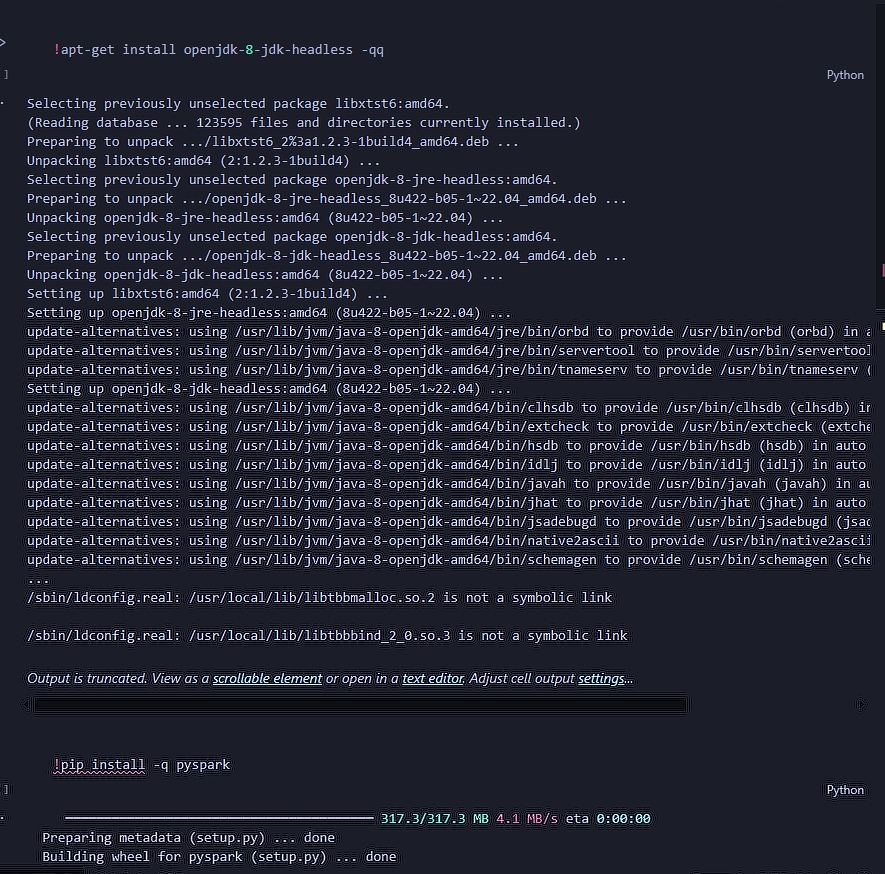 !apt-get install openjdk-8-jdk-headless -qq
]
Python
Selecting previously unselected package libxtst6:amd64.
(Reading database ... 123595 files and directories currently installed.)
Preparing to unpack .../libxtst6_2%3a1.2.3-1build4_amd64.deb ...
Unpacking libxtst6:amd64 (2:1.2.3-1build4) ...
Selecting previously unselected package openjdk-8-jre-headless:amd64.
Preparing to unpack .../openjdk-8-jre-headless_8u422-b05-1~22.04_amd64.deb ...
Unpacking openjdk-8-jre-headless:amd64 (8u422-b05-1~22.04) ...
Selecting previously unselected package openjdk-8-jdk-headless:amd64.
Preparing to unpack .../openjdk-8-jdk-headless_8u422-b05-1~22.04_amd64.deb ...
Unpacking openjdk-8-jdk-headless:amd64 (8u422-b05-1~22.04) ...
Setting up libxtst6:amd64 (2:1.2.3-1build4) ...
Setting up openjdk-8-jre-headless:amd64 (8u422-b05-1~22.04) ...
update-alternatives: using /usr/lib/jvm/java-8-openjdk-amd64/jre/bin/orbd to provide /usr/bin/orbd (orbd) in a
update-alternatives: using /usr/lib/jvm/java-8-openjdk-amd64/jre/bin/servertool to provide /usr/bin/servertool
update-alternatives: using /usr/lib/jvm/java-8-openjdk-amd64/jre/bin/tnameserv to provide /usr/bin/tnameserv (
Setting up openjdk-8-jdk-headless:amd64 (8u422-b05-1~22.04) ...
update-alternatives: using /usr/lib/jvm/java-8-openjdk-amd64/bin/clhsdb to provide /usr/bin/clhsdb (clhsdb) in
update-alternatives: using /usr/lib/jvm/java-8-openjdk-amd64/bin/extcheck to provide /usr/bin/extcheck (extche
update-alternatives: using /usr/lib/jvm/java-8-openjdk-amd64/bin/hsdb to provide /usr/bin/hsdb (hsdb) in auto
update-alternatives: using /usr/lib/jvm/java-8-openjdk-amd64/bin/idlj to provide /usr/bin/idlj (idlj) in auto
update-alternatives: using /usr/lib/jvm/java-8-openjdk-amd64/bin/javah to provide /usr/bin/javah (javah) in au
update-alternatives: using /usr/lib/jvm/java-8-openjdk-amd64/bin/jhat to provide /usr/bin/jhat (jhat) in auto
update-alternatives: using /usr/lib/jvm/java-8-openjdk-amd64/bin/jsadebugd to provide /usr/bin/jsadebugd (jsad
update-alternatives: using /usr/lib/jvm/java-8-openjdk-amd64/bin/native2ascii to provide /usr/bin/native2ascii
update-alternatives: using /usr/lib/jvm/java-8-openjdk-amd64/bin/schemagen to provide /usr/bin/schemagen (sche
...
/sbin/ldconfig.real: /usr/local/lib/libtbbmalloc.so.2 is not a symbolic link
/sbin/ldconfig.real: /usr/local/lib/libtbbbind_2_0.so.3 is not a symbolic link
Output is truncated. View as a scrollable element or open in a text editor. Adjust cell output settings...
!pip install -q pyspark
]
Python
317.3/317.3 MB 4.1 MB/s eta 0:00:00
Preparing metadata (setup.py) ... done
Building wheel for pyspark (setup.py) ... done